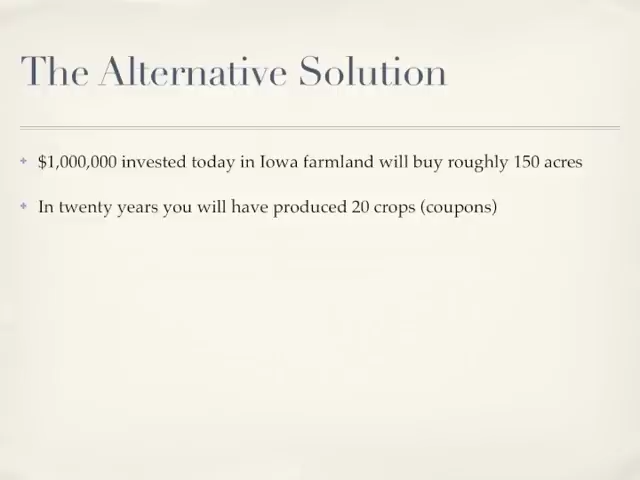 The Alternative Solution
$1,000,000 invested today in Iowa farmland will buy roughly 150 acres
In twenty years you will have produced 20 crops (coupons)